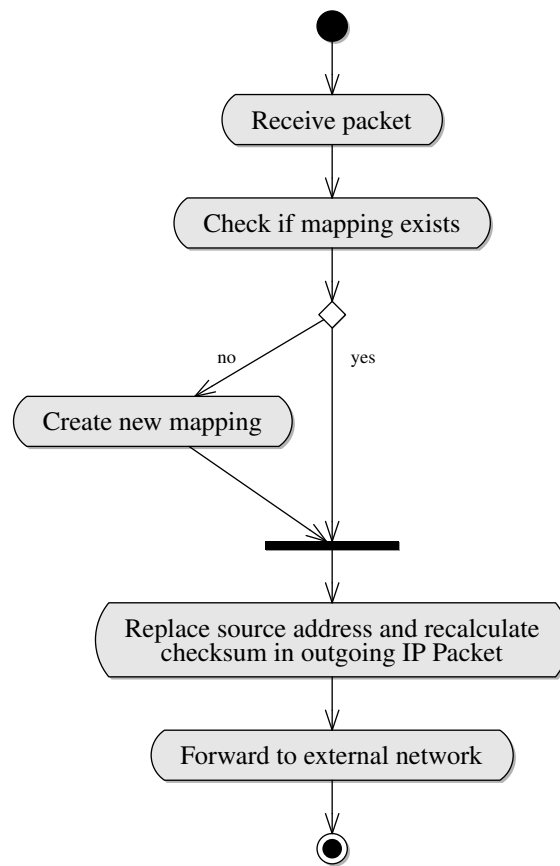 Receive packet
Check if mapping exists
no
yes
Create new mapping
Replace source address and recalculate
checksum in outgoing IP Packet
Forward to external network